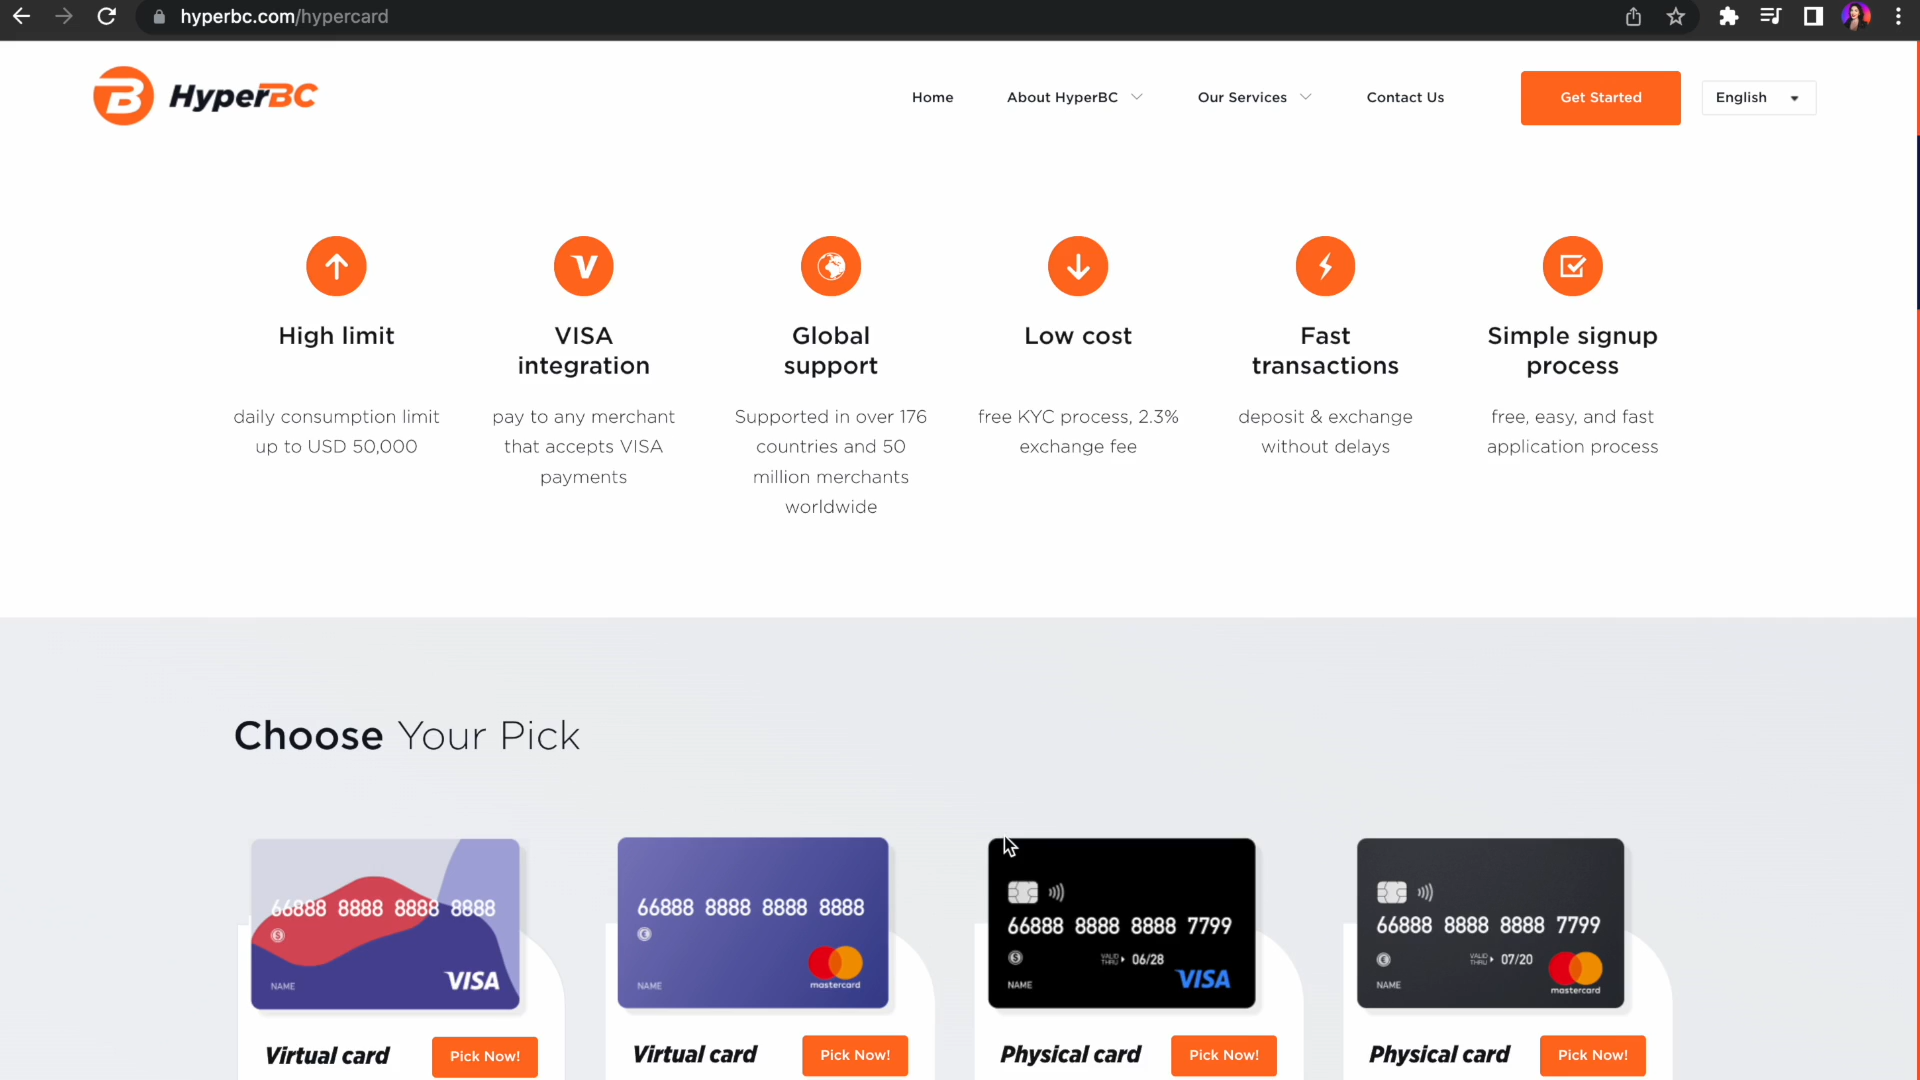 hyperbc.com/hypercard
HyperBC
Home
About HyperBC
Our Services
Contact Us
Get Started
English
High limit
daily consumption limit
up to USD 50,000
VISA
integration
pay to any merchant
that accepts VISA
payments
Global
support
Supported in over 176
countries and 50
million merchants
worldwide
Low cost
free KYC process, 2.3%
exchange fee
Fast
transactions
deposit & exchange
without delays
Simple signup
process
free, easy, and fast
application process
Choose Your Pick
66888 8888 8888 8888
NAME
VISA
Virtual card
Pick Now!
66888 8888 8888 8888
NAME
mastercard
Virtual card
Pick Now!
66888 8888 8888 7799
VALID
THRU
06/28
NAME
VISA
Physical card
Pick Now!
66888 8888 8888 7799
VALID
THRU
07/20
NAME
mastercard
Physical card
Pick Now!